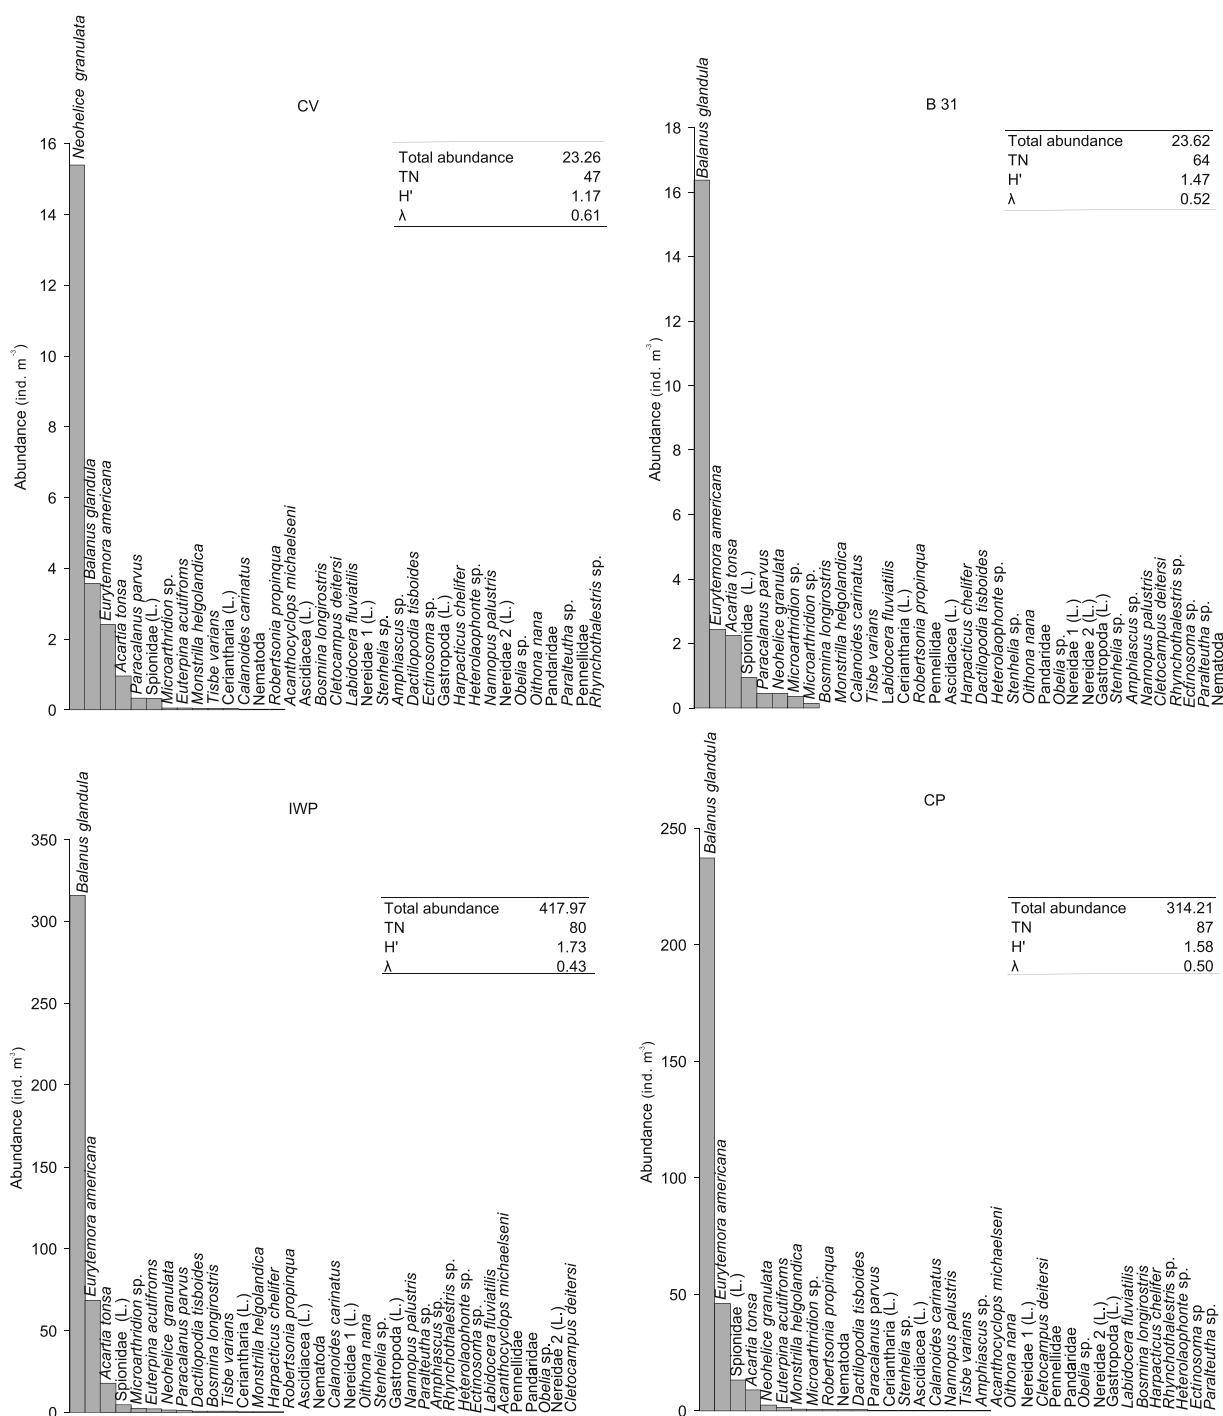 CV
Total abundance 23.26
TN 47
H' 1.17
λ 0.61
Abundance (ind. m⁻³)
16
14
12
10
8
6
4
2
0
Neohelice granulata
Balanus glandula
Eurytemora americana
Acartia tonsa
Paracalanus parvus
Spionidae (L.)
Microarthridion sp.
Euterpina acutifroms
Monstrilla helgolandica
Tisbe varians
Ceriantharia (L.)
Calanoides carinatus
Nematoda
Robertsonia propinqua
Acanthocyclops michaelseni
Ascidiacea (L.)
Bosmina longirostris
Cletocampus deitersi
Labidocera fluviatilis
Nereidae 1 (L.)
Stenhelia sp.
Amphiascus sp.
Dactilopodia tisboides
Ectinosoma sp.
Gastropoda (L.)
Harpacticus chelifer
Heterolaophonte sp.
Nannopus palustris
Nereidae 2 (L.)
Obelia sp.
Oithona nana
Pandaridae
Paralteutha sp.
Pennellidae
Rhynchothalestris sp.
B 31
Total abundance 23.62
TN 64
H' 1.47
λ 0.52
Abundance (ind. m⁻³)
18
16
14
12
10
8
6
4
2
0
Balanus glandula
Eurytemora americana
Acartia tonsa
Spionidae (L.)
Paracalanus parvus
Neohelice granulata
Microarthridion sp.
Microarthridion sp.
Bosmina longirostris
Monstrilla helgolandica
Calanoides carinatus
Tisbe varians
Labidocera fluviatilis
Ceriantharia (L.)
Robertsonia propinqua
Pennellidae
Ascidiacea (L.)
Harpacticus chelifer
Dactilopodia tisboides
Heterolaophonte sp.
Stenhelia sp.
Oithona nana
Pandaridae
Obelia sp.
Nereidae 1 (L.)
Nereidae 2 (L.)
Gastropoda (L.)
Stenhelia sp.
Amphiascus sp.
Nannopus palustris
Cletocampus deitersi
Rhynchothalestris sp.
Ectinosoma sp.
Paralteutha sp.
Nematoda
IWP
Total abundance 417.97
TN 80
H' 1.73
λ 0.43
Abundance (ind. m⁻³)
350
300
250
200
150
100
50
0
Balanus glandula
Eurytemora americana
Acartia tonsa
Spionidae (L.)
Microarthridion sp.
Euterpina acutifroms
Neohelice granulata
Paracalanus parvus
Dactilopodia tisboides
Bosmina longirostris
Tisbe varians
Ceriantharia (L.)
Monstrilla helgolandica
Harpacticus chelifer
Robertsonia propinqua
Ascidiacea (L.)
Nematoda
Calanoides carinatus
Nereidae 1 (L.)
Oithona nana
Stenhelia sp.
Gastropoda (L.)
Nannopus palustris
Paralteutha sp.
Amphiascus sp.
Rhynchothalestris sp.
Heterolaophonte sp.
Ectinosoma sp.
Labidocera fluviatilis
Acanthocyclops michaelseni
Pennellidae
Pandaridae
Obelia sp.
Nereidae 2 (L.)
Cletocampus deitersi
CP
Total abundance 314.21
TN 87
H' 1.58
λ 0.50
Abundance (ind. m⁻³)
250
200
150
100
50
0
Balanus glandula
Eurytemora americana
Spionidae (L.)
Acartia tonsa
Neohelice granulata
Euterpina acutifroms
Monstrilla helgolandica
Microarthridion sp.
Robertsonia propinqua
Nematoda
Dactilopodia tisboides
Paracalanus parvus
Ceriantharia (L.)
Stenhelia sp.
Ascidiacea (L.)
Calanoides carinatus
Nannopus palustris
Tisbe varians
Amphiascus sp.
Acanthocyclops michaelseni
Oithona nana
Nereidae 1 (L.)
Cletocampus deitersi
Pennellidae
Pandaridae
Obelia sp.
Nereidae 2 (L.)
Gastropoda (L.)
Labidocera fluviatilis
Bosmina longirostris
Harpacticus chelifer
Rhynchothalestris sp.
Heterolaophonte sp.
Ectinosoma sp
Paralteutha sp.